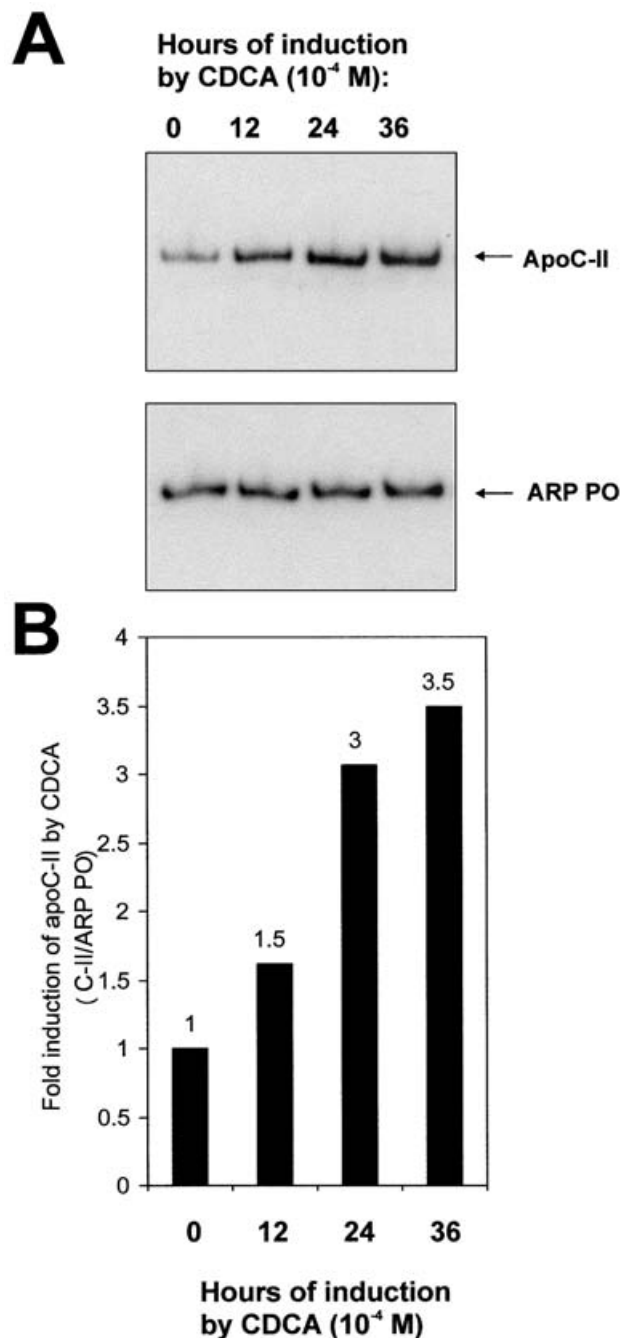 A
Hours of induction
by CDCA (10⁻⁴ M):
0 12 24 36
ApoC-II
ARP PO
B
Fold induction of apoC-II by CDCA
( C-II/ARP PO)
4
3.5
3
2.5
2
1.5
1
0.5
0
1
1.5
3
3.5
0 12 24 36
Hours of induction
by CDCA (10⁻⁴ M)